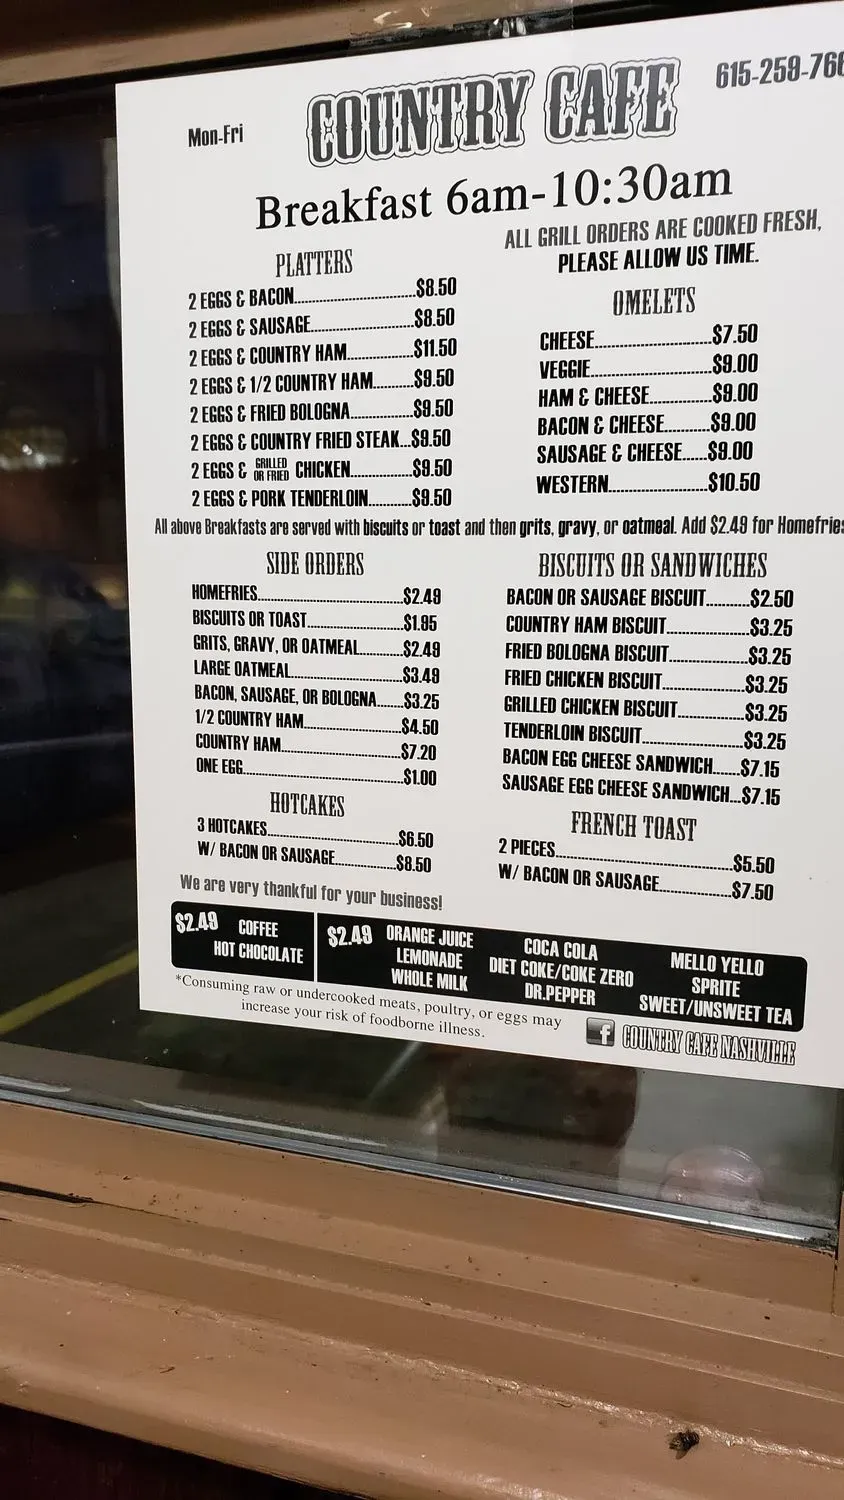 615-259-766
COUNTRY CAFE
Mon-Fri
Breakfast 6am-10:30am
ALL GRILL ORDERS ARE COOKED FRESH,
PLEASE ALLOW US TIME.
PLATTERS
2 EGGS & BACON...$8.50
2 EGGS & SAUSAGE...$8.50
2 EGGS & COUNTRY HAM...$11.50
2 EGGS & 1/2 COUNTRY HAM...$9.50
2 EGGS & FRIED BOLOGNA...$9.50
2 EGGS & COUNTRY FRIED STEAK...$9.50
2 EGGS & GRILLED OR FRIED CHICKEN...$9.50
2 EGGS & PORK TENDERLOIN...$9.50
OMELETS
CHEESE...$7.50
VEGGIE...$9.00
HAM & CHEESE...$9.00
BACON & CHEESE...$9.00
SAUSAGE & CHEESE...$9.00
WESTERN...$10.50
All above Breakfasts are served with biscuits or toast and then grits, gravy, or oatmeal. Add $2.49 for Homefries
SIDE ORDERS
HOMEFRIES...$2.49
BISCUITS OR TOAST...$1.95
GRITS, GRAVY, OR OATMEAL...$2.49
LARGE OATMEAL...$3.49
BACON, SAUSAGE, OR BOLOGNA...$3.25
1/2 COUNTRY HAM...$4.50
COUNTRY HAM...$7.20
ONE EGG...$1.00
BISCUITS OR SANDWICHES
BACON OR SAUSAGE BISCUIT...$2.50
COUNTRY HAM BISCUIT...$3.25
FRIED BOLOGNA BISCUIT...$3.25
FRIED CHICKEN BISCUIT...$3.25
GRILLED CHICKEN BISCUIT...$3.25
TENDERLOIN BISCUIT...$3.25
BACON EGG CHEESE SANDWICH...$7.15
SAUSAGE EGG CHEESE SANDWICH...$7.15
HOTCAKES
3 HOTCAKES...$6.50
W/ BACON OR SAUSAGE...$8.50
FRENCH TOAST
2 PIECES...$5.50
W/ BACON OR SAUSAGE...$7.50
We are very thankful for your business!
$2.49 COFFEE
HOT CHOCOLATE
$2.49 ORANGE JUICE
LEMONADE
WHOLE MILK
COCA COLA
DIET COKE/COKE ZERO
DR.PEPPER
MELLO YELLO
SPRITE
SWEET/UNSWEET TEA
*Consuming raw or undercooked meats, poultry, or eggs may
increase your risk of foodborne illness.
f COUNTRY CAFE NASHVILLE